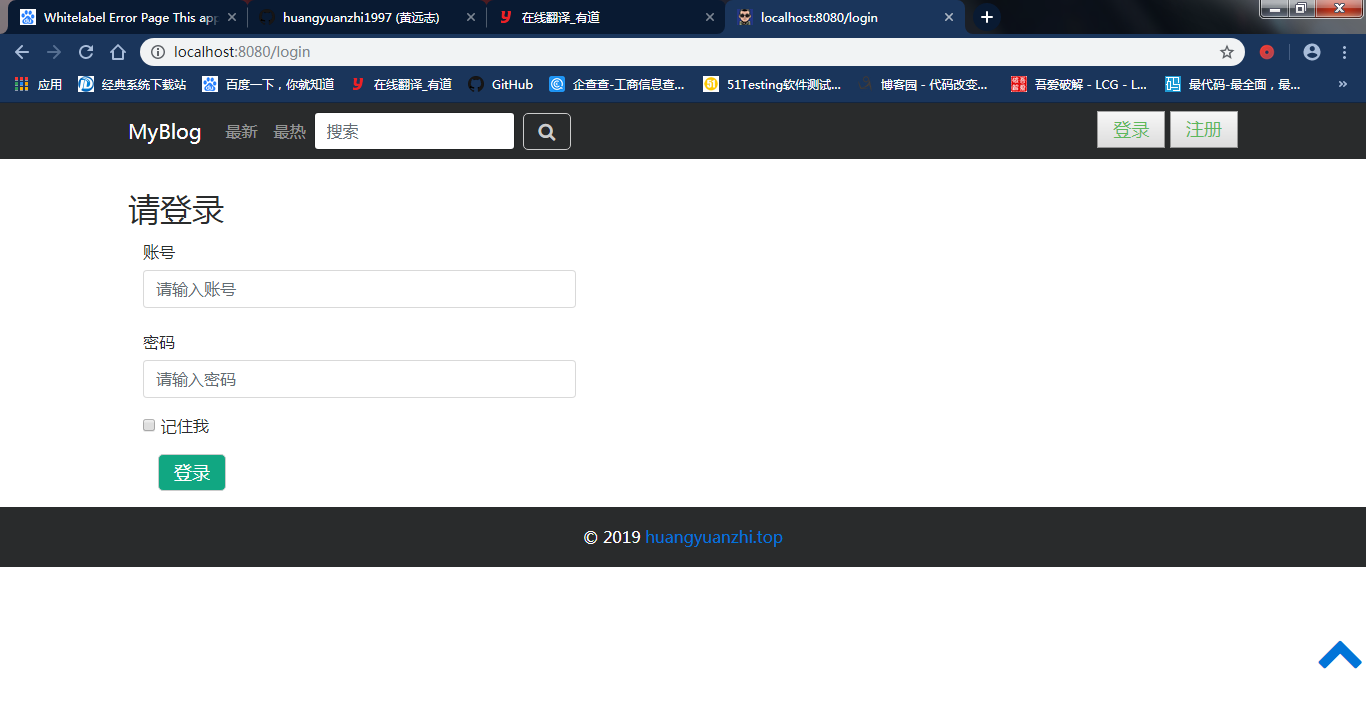 Whitelabel Error Page This app
huangyuanzhi1997 (黄远志)
在线翻译_有道
localhost:8080/login
localhost:8080/login
应用
经典系统下载站
百度一下，你就知道
在线翻译_有道
GitHub
企查查-工商信息查...
51Testing软件测试...
博客园 - 代码改变...
吾爱破解 - LCG - L...
最代码-最全面，最...
MyBlog 最新 最热 搜索 登录 注册
请登录
账号
请输入账号
密码
请输入密码
记住我
登录
© 2019 huangyuanzhi.top